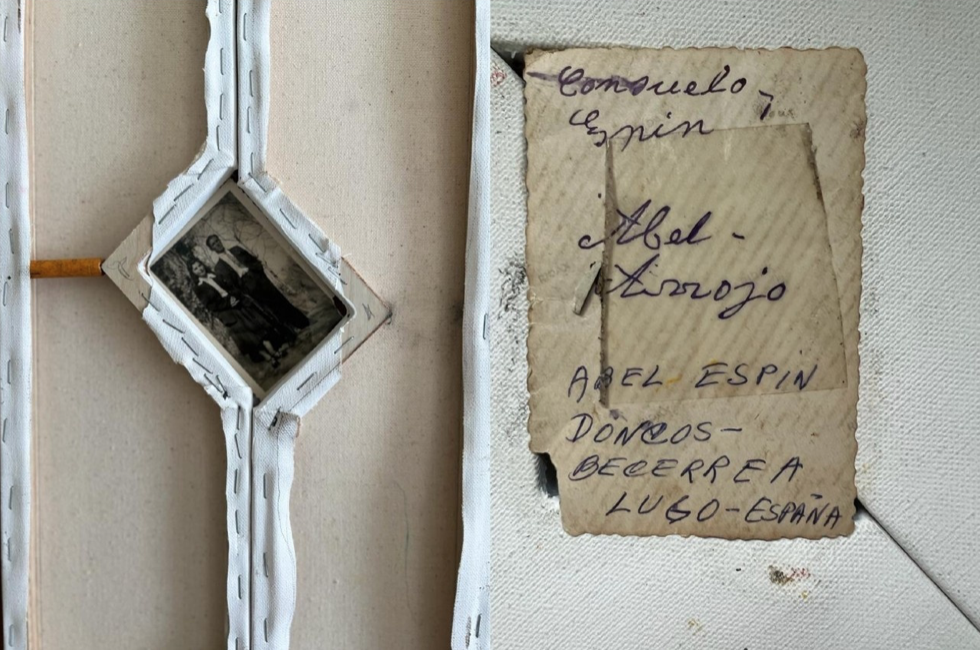 Consuelo,
Espin
Abel-
Arrojo
ABEL ESPIN
DONCOS-
BECERREA
LUGO-ESPAÑA